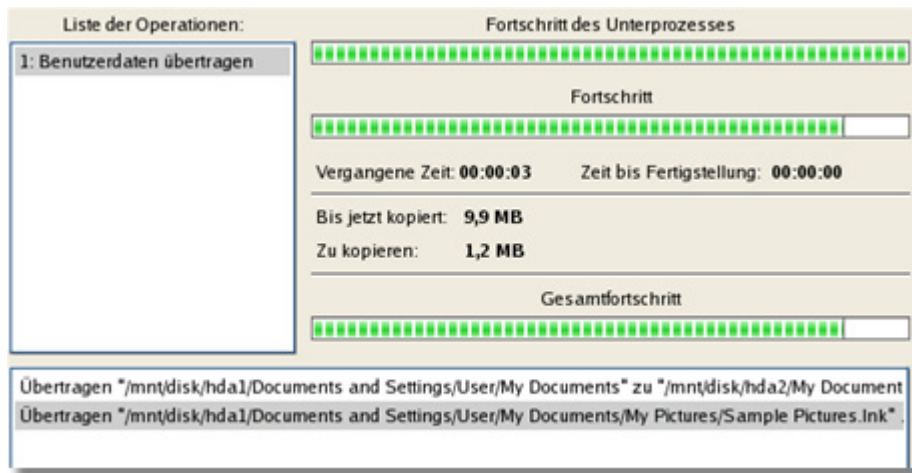 Liste der Operationen:
1: Benutzerdaten übertragen
Fortschritt des Unterprozesses
Fortschritt
Vergangene Zeit: 00:00:03 Zeit bis Fertigstellung: 00:00:00
Bis jetzt kopiert: 9,9 MB
Zu kopieren: 1,2 MB
Gesamtfortschritt
Übertragen "/mnt/disk/hda1/Documents and Settings/User/My Documents" zu "/mnt/disk/hda2/My Document
Übertragen "/mnt/disk/hda1/Documents and Settings/User/My Documents/My Pictures/Sample Pictures.lnk" .